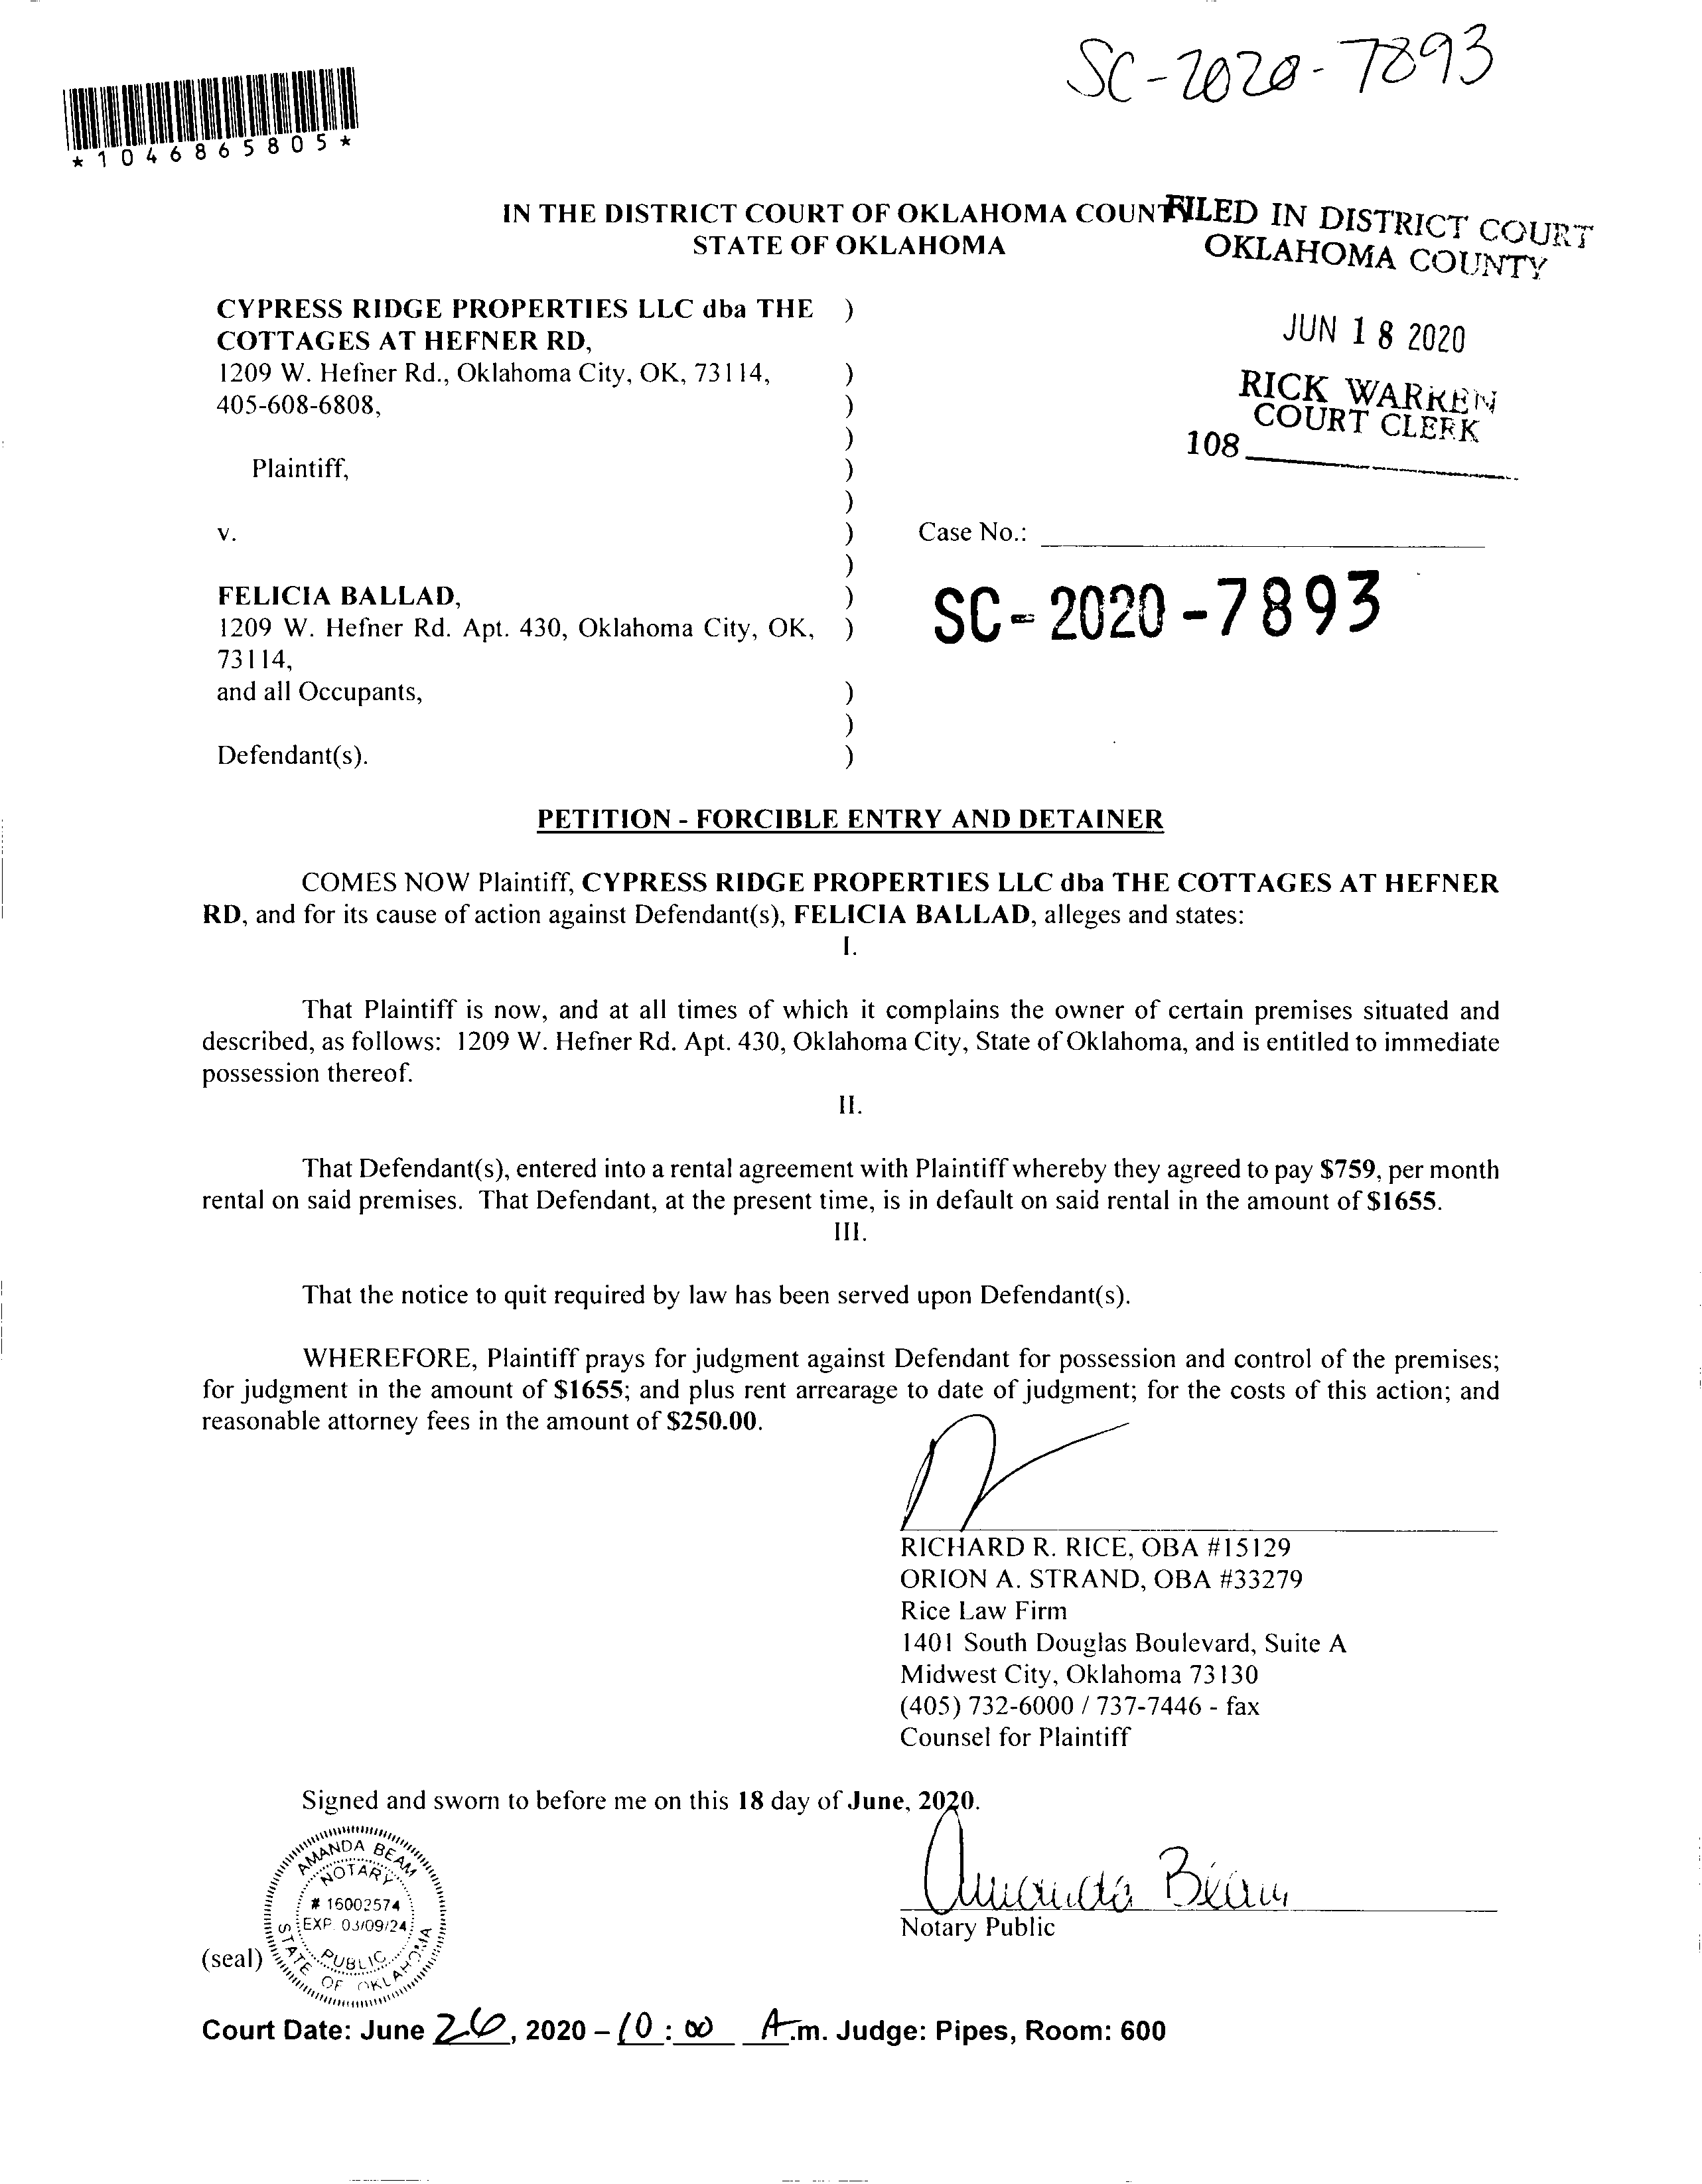 SC-2020-7893
*1046865805*
IN THE DISTRICT COURT OF OKLAHOMA COUNTY
STATE OF OKLAHOMA
FILED IN DISTRICT COURT
OKLAHOMA COUNTY
JUN 18 2020
RICK WARREN
COURT CLERK
108
CYPRESS RIDGE PROPERTIES LLC dba THE )
COTTAGES AT HEFNER RD,
1209 W. Hefner Rd., Oklahoma City, OK, 73114, )
405-608-6808, )
)
Plaintiff, )
)
v. ) Case No.:
)
FELICIA BALLAD, )
SC-2020-7893
1209 W. Hefner Rd. Apt. 430, Oklahoma City, OK, )
73114,
and all Occupants, )
)
Defendant(s). )
PETITION - FORCIBLE ENTRY AND DETAINER
COMES NOW Plaintiff, CYPRESS RIDGE PROPERTIES LLC dba THE COTTAGES AT HEFNER
RD, and for its cause of action against Defendant(s), FELICIA BALLAD, alleges and states:
I.
That Plaintiff is now, and at all times of which it complains the owner of certain premises situated and
described, as follows: 1209 W. Hefner Rd. Apt. 430, Oklahoma City, State of Oklahoma, and is entitled to immediate
possession thereof.
II.
That Defendant(s), entered into a rental agreement with Plaintiff whereby they agreed to pay $759, per month
rental on said premises. That Defendant, at the present time, is in default on said rental in the amount of $1655.
III.
That the notice to quit required by law has been served upon Defendant(s).
WHEREFORE, Plaintiff prays for judgment against Defendant for possession and control of the premises;
for judgment in the amount of $1655; and plus rent arrearage to date of judgment; for the costs of this action; and
reasonable attorney fees in the amount of $250.00.
RICHARD R. RICE, OBA #15129
ORION A. STRAND, OBA #33279
Rice Law Firm
1401 South Douglas Boulevard, Suite A
Midwest City, Oklahoma 73130
(405) 732-6000 / 737-7446 - fax
Counsel for Plaintiff
Signed and sworn to before me on this 18 day of June, 2020.
AMANDA BEAM
NOTARY
# 16002574
EXP. 03/09/24
PUBLIC
STATE OF OKLAHOMA
Amanda Beam
Notary Public
(seal)
Court Date: June 26, 2020 – 10 : 00 A.m. Judge: Pipes, Room: 600